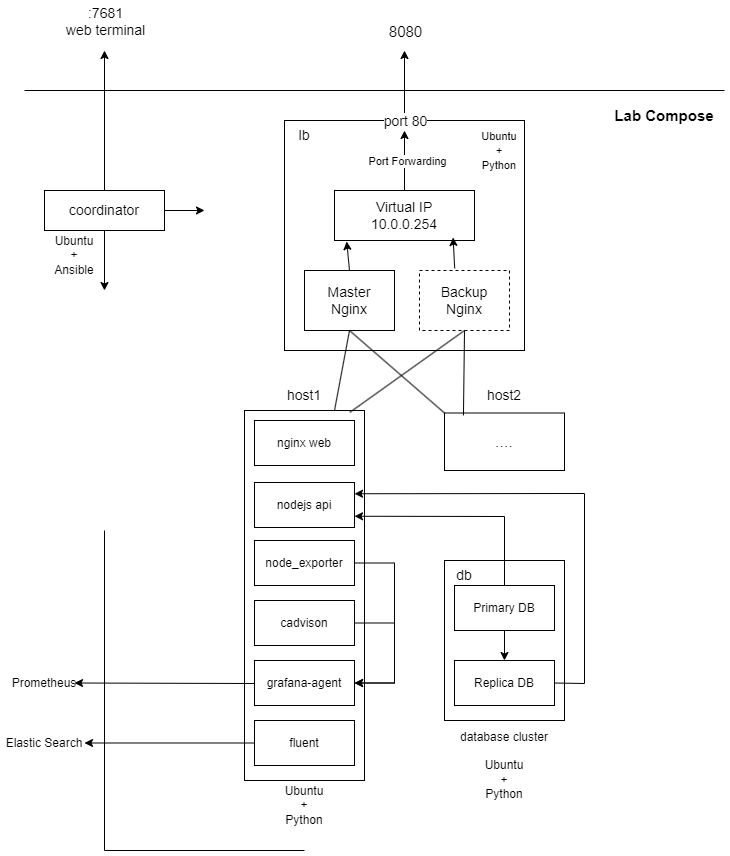 :7681
web terminal
8080
Lab Compose
port 80
lb
Ubuntu
+
Python
Port Forwarding
Virtual IP
10.0.0.254
coordinator
Ubuntu
+
Ansible
Master
Nginx
Backup
Nginx
host1
host2
nginx web
....
nodejs api
node_exporter
db
Primary DB
cadvison
grafana-agent
Replica DB
Prometheus
Elastic Search
fluent
database cluster
Ubuntu
+
Python
Ubuntu
+
Python